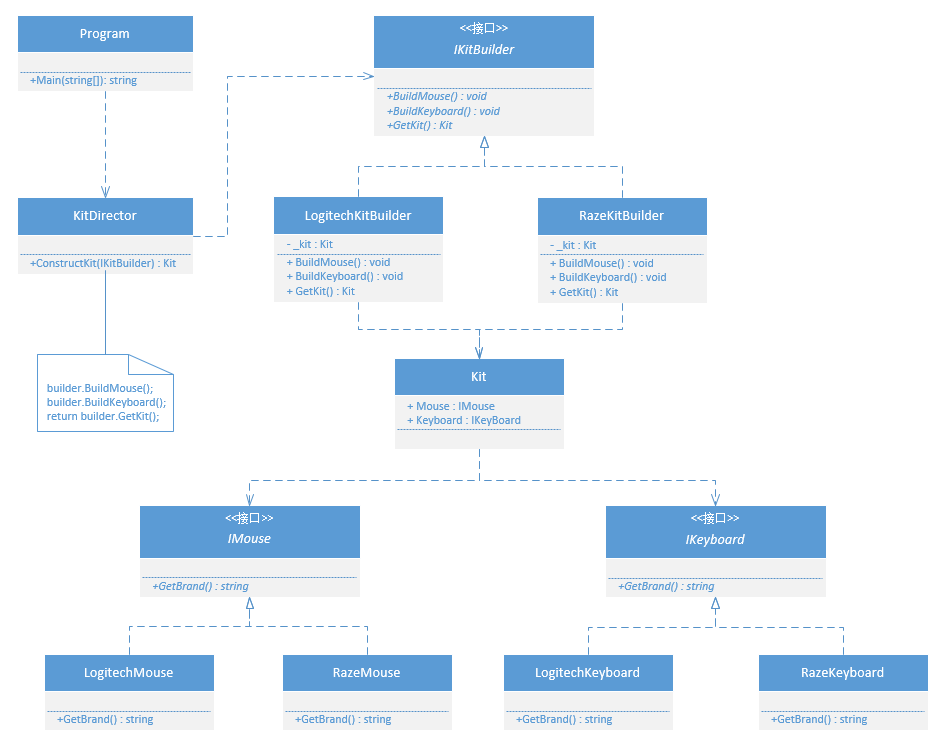 Program
+Main(string[]): string
<<接口>>
IKitBuilder
+BuildMouse() : void
+BuildKeyboard() : void
+GetKit() : Kit
KitDirector
+ConstructKit(IKitBuilder) : Kit
builder.BuildMouse();
builder.BuildKeyboard();
return builder.GetKit();
LogitechKitBuilder
- _kit : Kit
+ BuildMouse() : void
+ BuildKeyboard() : void
+ GetKit() : Kit
RazeKitBuilder
- _kit : Kit
+ BuildMouse() : void
+ BuildKeyboard() : void
+ GetKit() : Kit
Kit
+ Mouse : IMouse
+ Keyboard : IKeyBoard
<<接口>>
IMouse
+GetBrand() : string
<<接口>>
IKeyboard
+GetBrand() : string
LogitechMouse
+GetBrand() : string
RazeMouse
+GetBrand() : string
LogitechKeyboard
+GetBrand() : string
RazeKeyboard
+GetBrand() : string